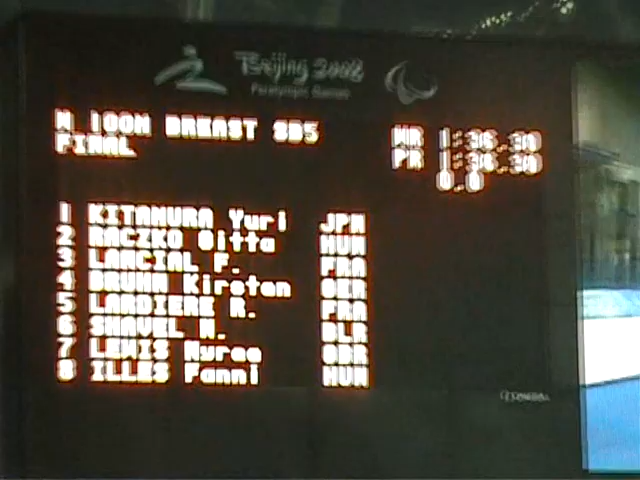 Beijing 2008
Paralympic Games
W 100M BREAST SB5
FINAL
WR 1:36.30
PR 1:36.30
0.0
1 KITAMURA Yuri JPN
2 RACZKO Gitta HUN
3 LANCIAL F. FRA
4 BRUHN Kirsten GER
5 LARDIERE R. FRA
6 SHAVEL N. BLR
7 LEWIS Nyree GBR
8 ILLES Fanni HUN